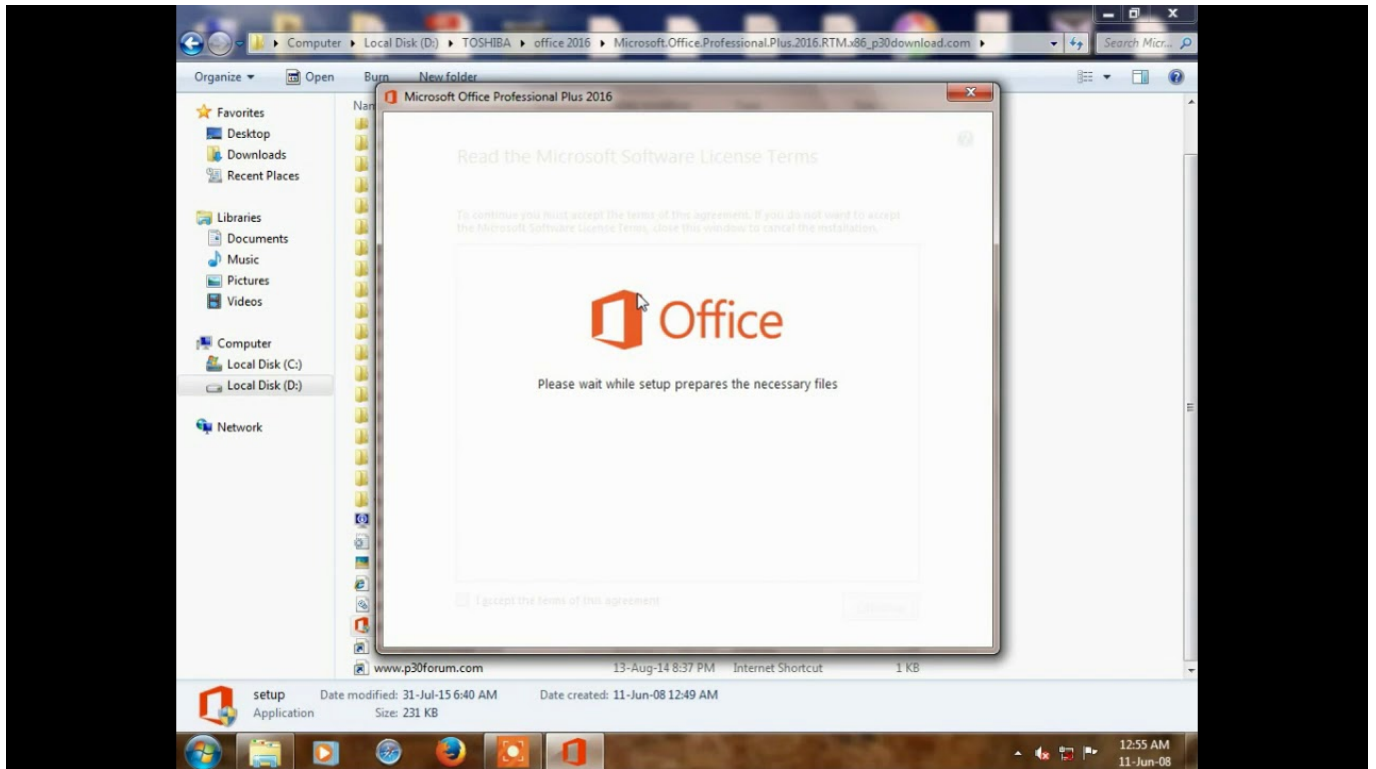 Computer ▸ Local Disk (D:) ▸ TOSHIBA ▸ office 2016 ▸ Microsoft.Office.Professional.Plus.2016.RTM.x86_p30download.com ▸ Search Micr...
Organize Open Burn New folder
Microsoft Office Professional Plus 2016
Favorites
Desktop
Downloads
Recent Places
Libraries
Documents
Music
Pictures
Videos
Computer
Local Disk (C:)
Local Disk (D:)
Network
Nam
Read the Microsoft Software License Terms
To continue you must accept the terms of this agreement. If you do not want to accept
the Microsoft Software License Terms, close this window to cancel the installation.
Office
Please wait while setup prepares the necessary files
I accept the terms of this agreement
www.p30forum.com 13-Aug-14 8:37 PM Internet Shortcut 1 KB
setup Date modified: 31-Jul-15 6:40 AM Date created: 11-Jun-08 12:49 AM
Application Size: 231 KB
12:55 AM
11-Jun-08